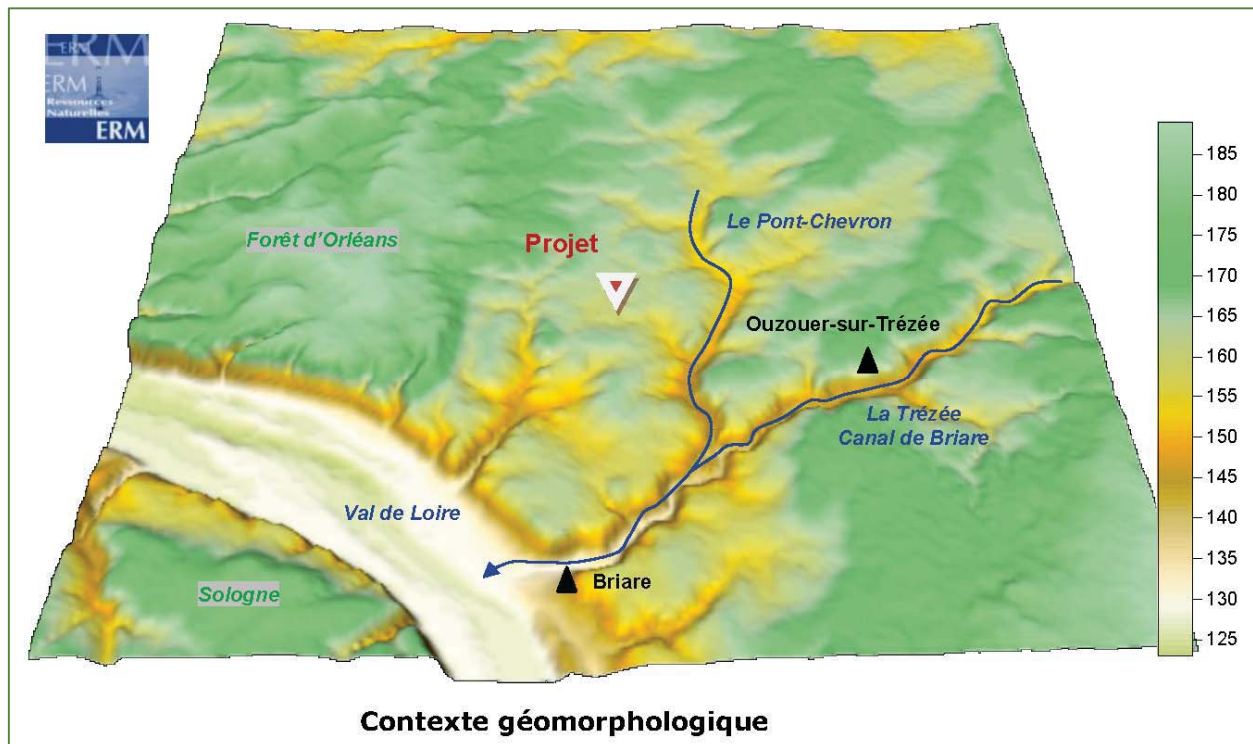 ERM
ERM
ERM
Ressources
Naturelles
ERM
Forêt d'Orléans
Projet
Le Pont-Chevron
Ouzouer-sur-Trézée
La Trézée
Canal de Briare
Val de Loire
Briare
Sologne
185
180
175
170
165
160
155
150
145
140
135
130
125
Contexte géomorphologique